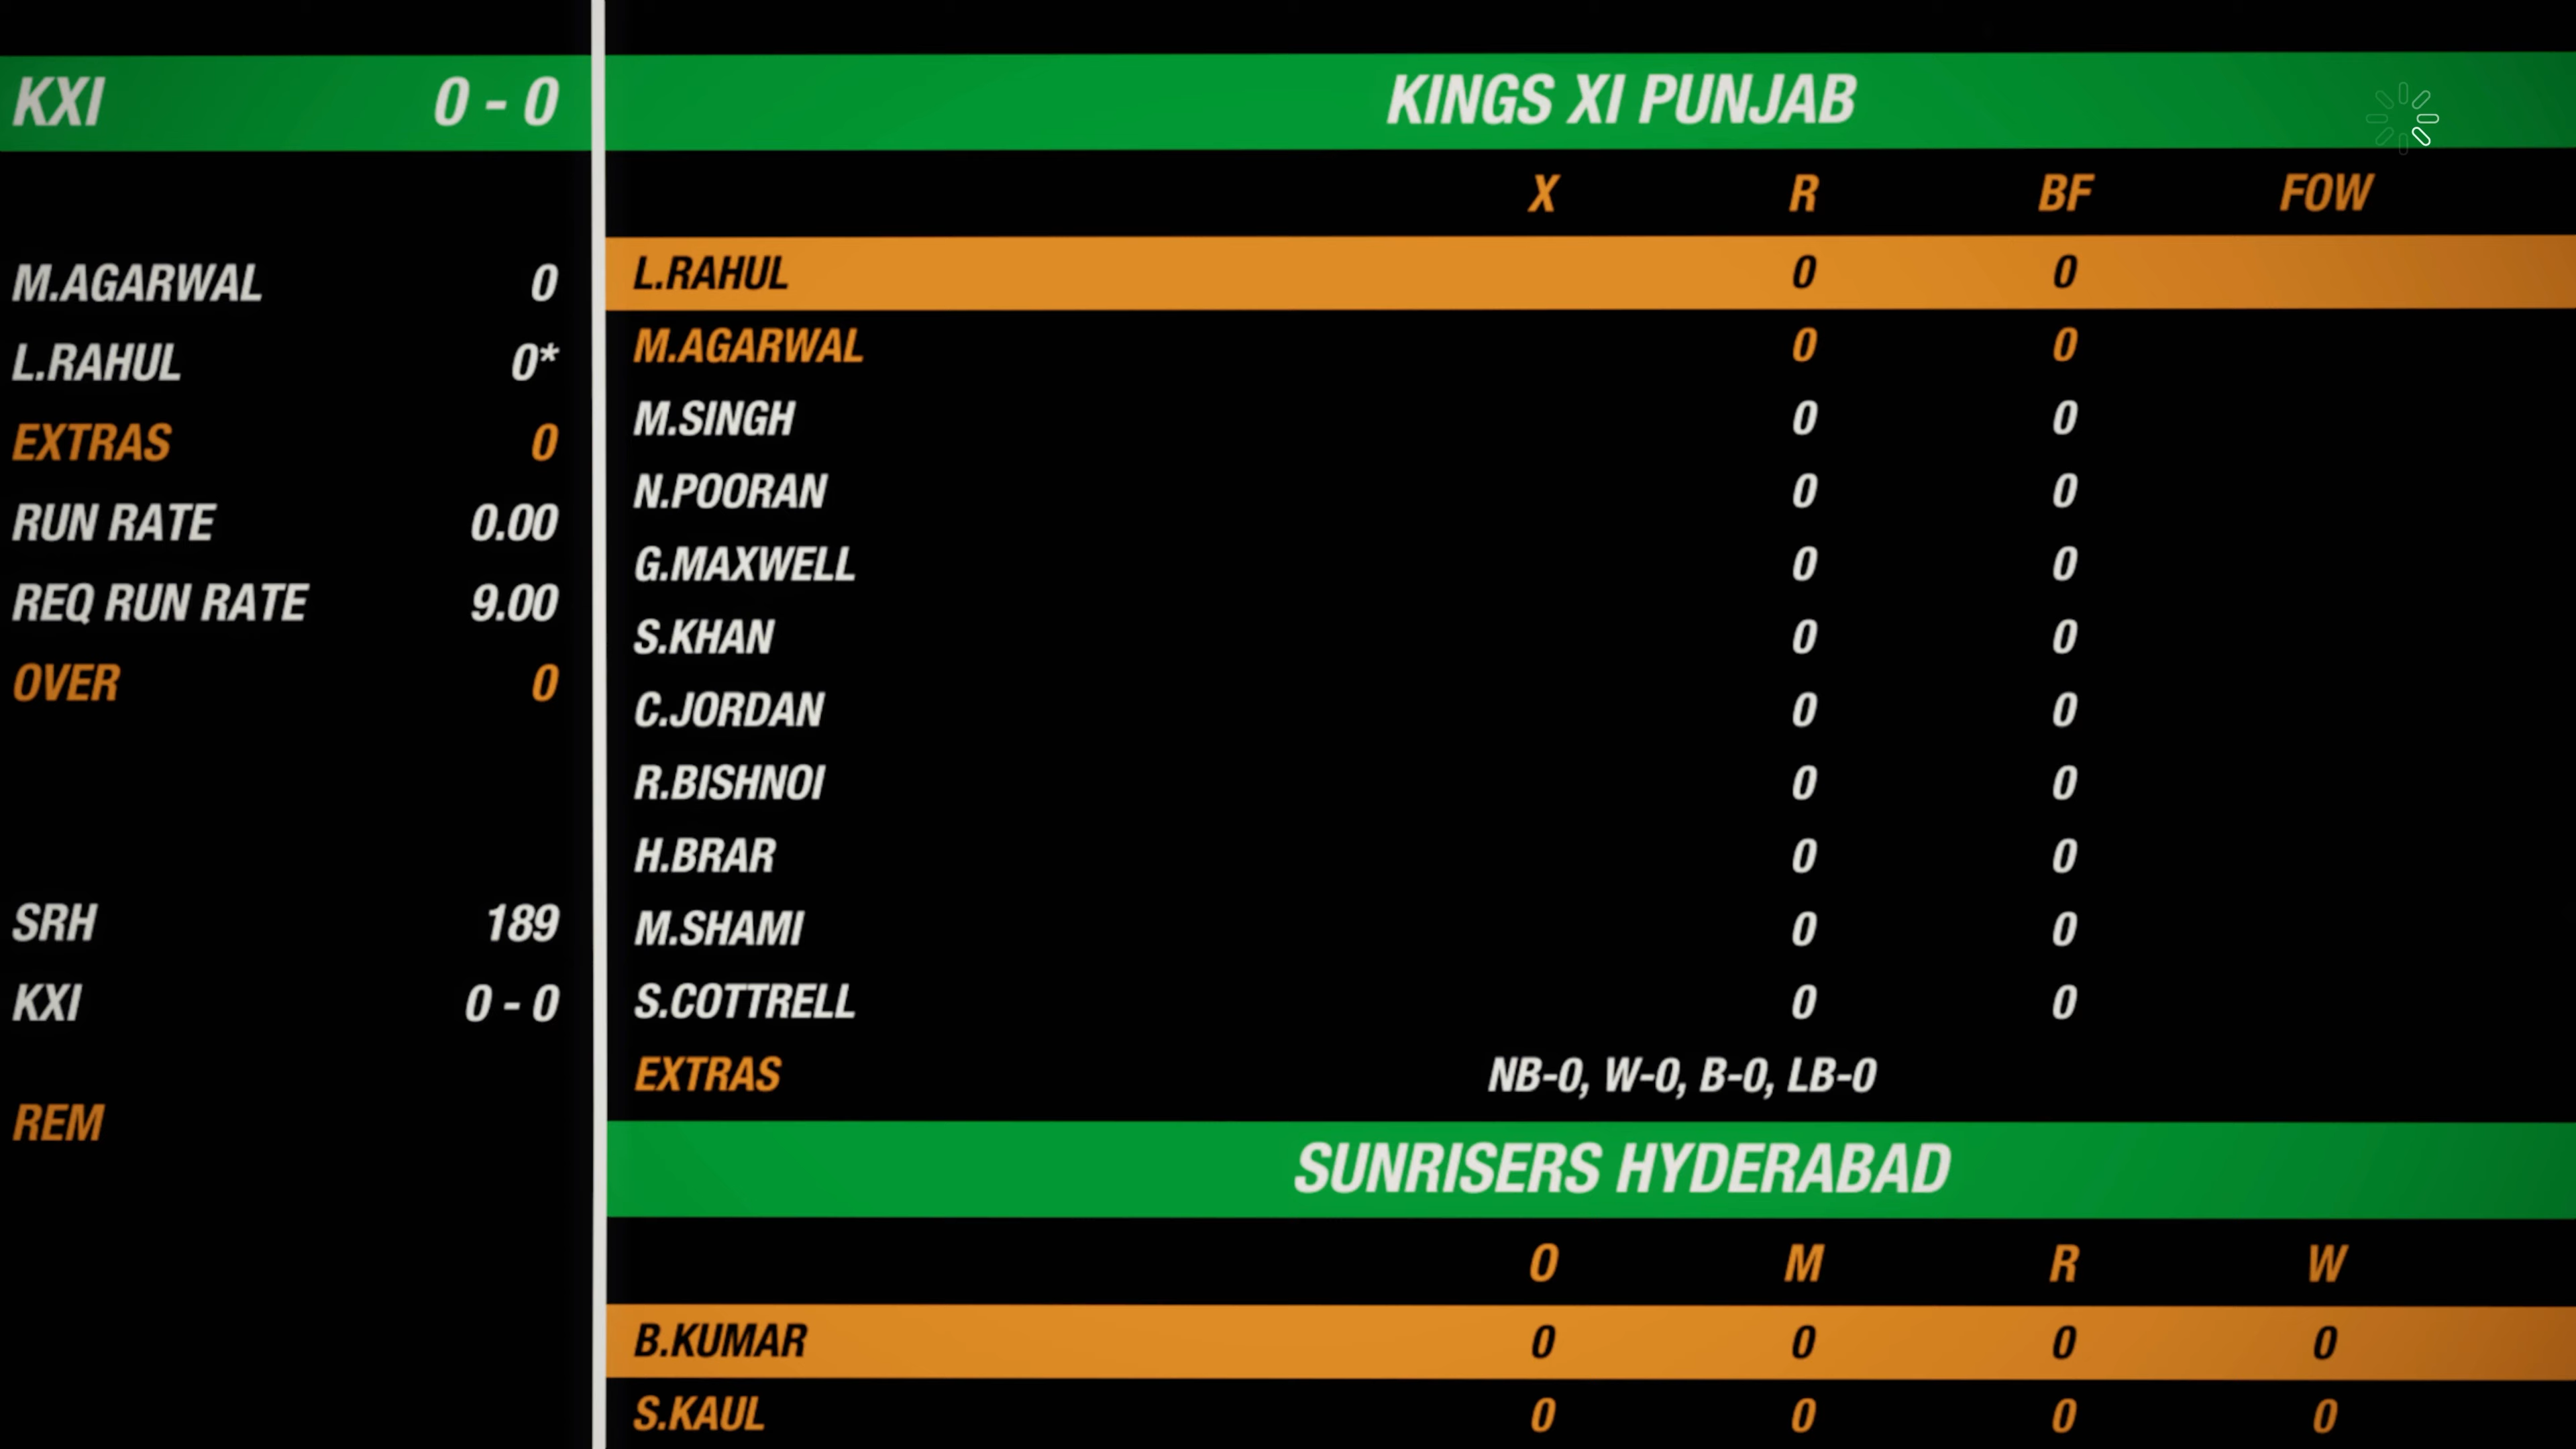 KXI 0 - 0
M.AGARWAL 0
L.RAHUL 0*
EXTRAS 0
RUN RATE 0.00
REQ RUN RATE 9.00
OVER 0
SRH 189
KXI 0 - 0
REM
KINGS XI PUNJAB
X R BF FOW
L.RAHUL 0 0
M.AGARWAL 0 0
M.SINGH 0 0
N.POORAN 0 0
G.MAXWELL 0 0
S.KHAN 0 0
C.JORDAN 0 0
R.BISHNOI 0 0
H.BRAR 0 0
M.SHAMI 0 0
S.COTTRELL 0 0
EXTRAS NB-0, W-0, B-0, LB-0
SUNRISERS HYDERABAD
O M R W
B.KUMAR 0 0 0 0
S.KAUL 0 0 0 0